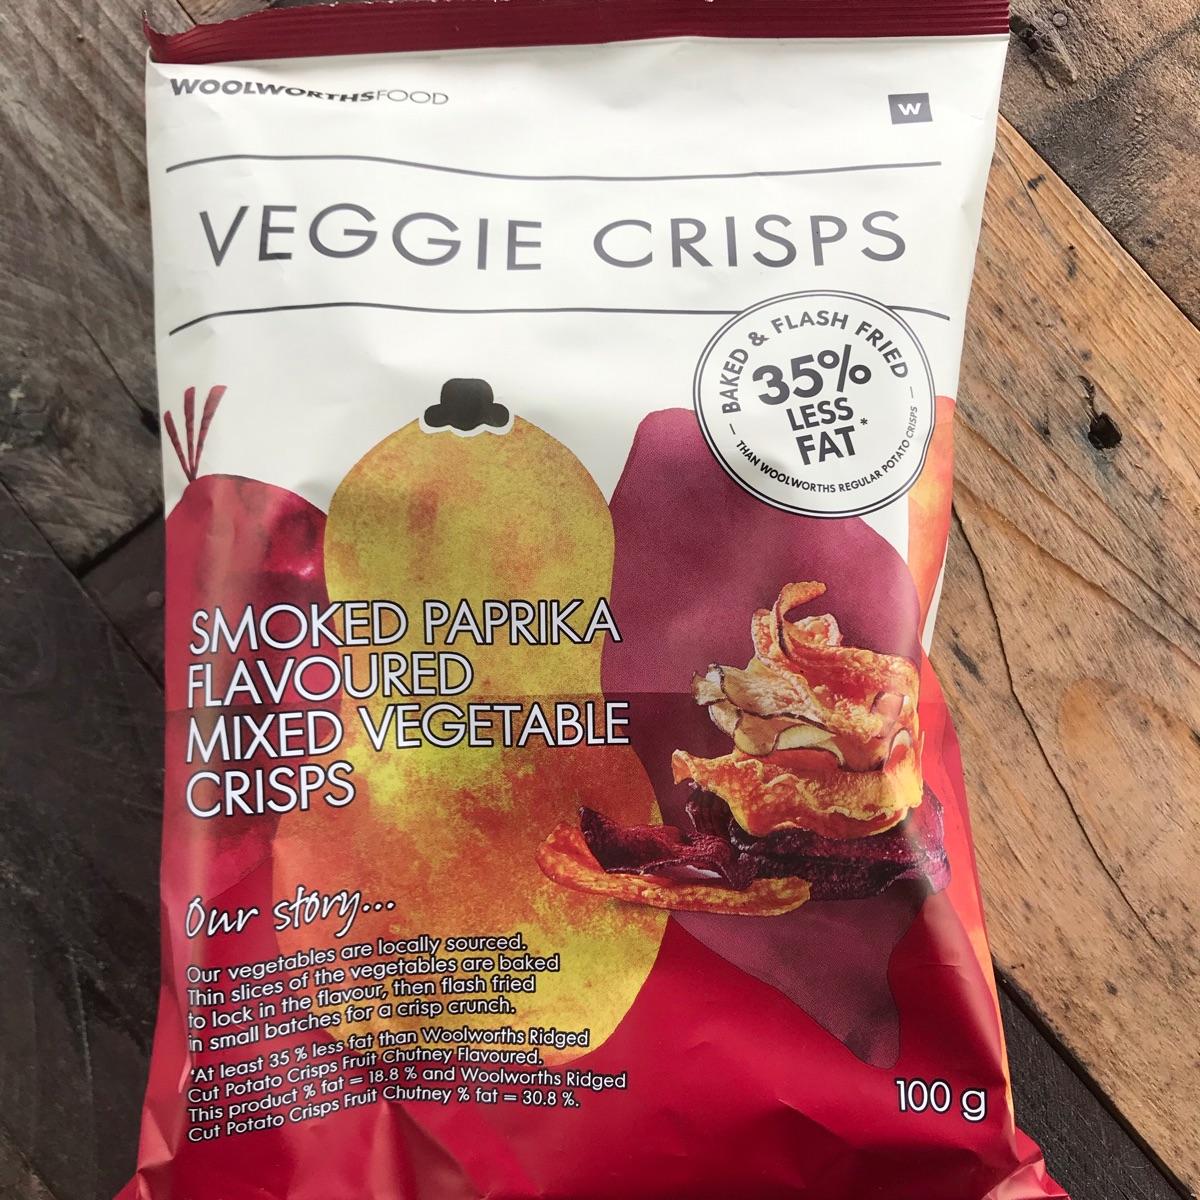 WOOLWORTHSFOOD
W
VEGGIE CRISPS
BAKED & FLASH FRIED
35%
LESS
FAT*
THAN WOOLWORTHS REGULAR POTATO CRISPS
SMOKED PAPRIKA
FLAVOURED
MIXED VEGETABLE
CRISPS
Our story...
Our vegetables are locally sourced.
Thin slices of the vegetables are baked
to lock in the flavour, then flash fried
in small batches for a crisp crunch.
*At least 35 % less fat than Woolworths Ridged
Cut Potato Crisps Fruit Chutney Flavoured.
This product % fat = 18.8 % and Woolworths Ridged
Cut Potato Crisps Fruit Chutney % fat = 30.8 %.
100 g